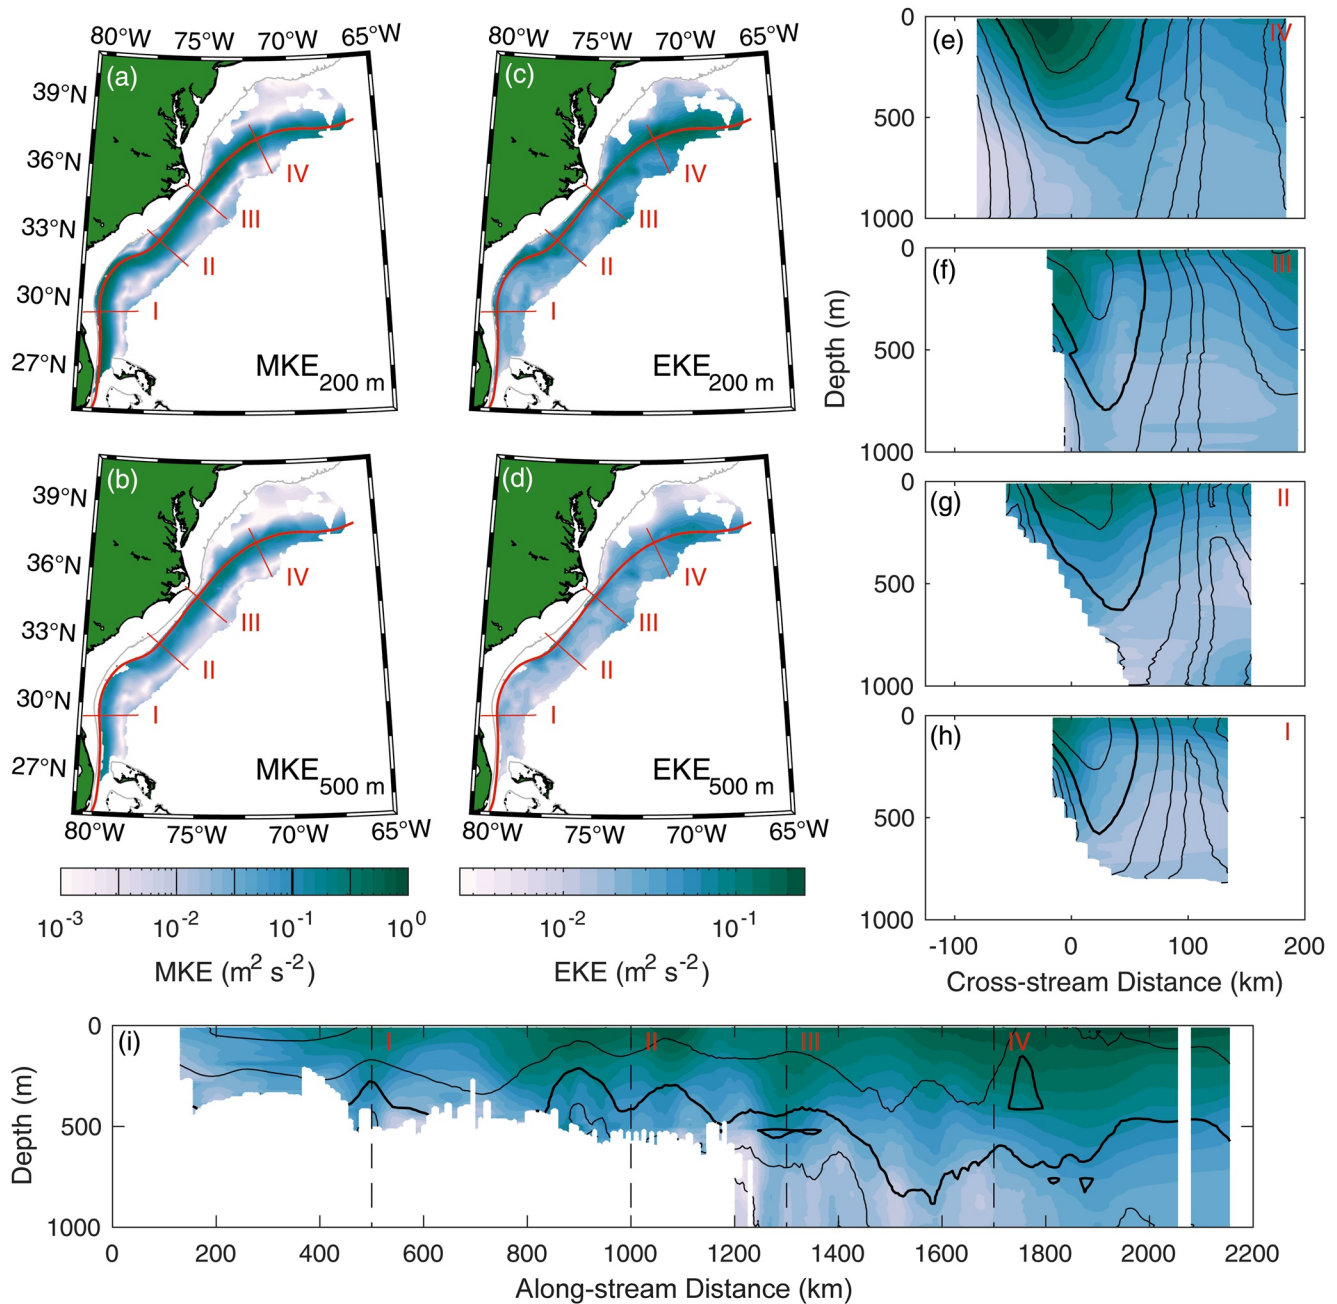 80°W 75°W 70°W 65°W
(a)
39°N
36°N
33°N
30°N
27°N
IV
III
II
I
MKE200 m
80°W 75°W 70°W 65°W
(c)
IV
III
II
I
EKE200 m
(b)
39°N
36°N
33°N
30°N
27°N
IV
III
II
I
MKE500 m
80°W 75°W 70°W 65°W
(d)
IV
III
II
I
EKE500 m
80°W 75°W 70°W 65°W
10-3 10-2 10-1 100
MKE (m2 s-2)
10-2 10-1
EKE (m2 s-2)
(e)
IV
0
500
1000
(f)
III
0
500
1000
(g)
II
0
500
1000
(h)
I
0
500
1000
Depth (m)
-100 0 100 200
Cross-stream Distance (km)
(i)
I II III IV
0
500
1000
Depth (m)
0 200 400 600 800 1000 1200 1400 1600 1800 2000 2200
Along-stream Distance (km)